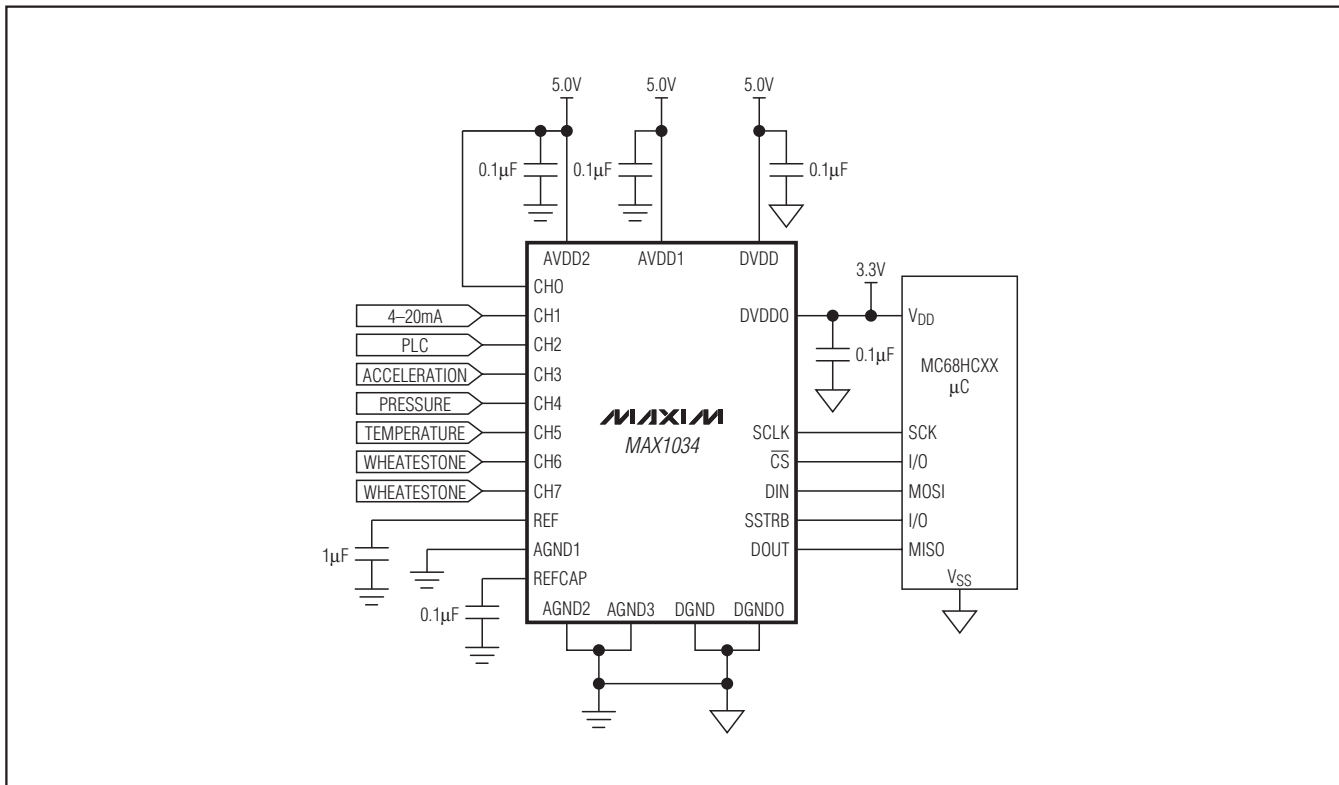 5.0V 5.0V 5.0V
0.1µF 0.1µF 0.1µF
AVDD2 AVDD1 DVDD
3.3V
CH0
4–20mA CH1 DVDDO VDD
PLC CH2
0.1µF
ACCELERATION CH3
MC68HCXX
µC
PRESSURE CH4
MAXIM
MAX1034
TEMPERATURE CH5 SCLK SCK
WHEATESTONE CH6 CS I/O
WHEATESTONE CH7 DIN MOSI
REF SSTRB I/O
1µF
AGND1 DOUT MISO
REFCAP
VSS
0.1µF
AGND2 AGND3 DGND DGNDO